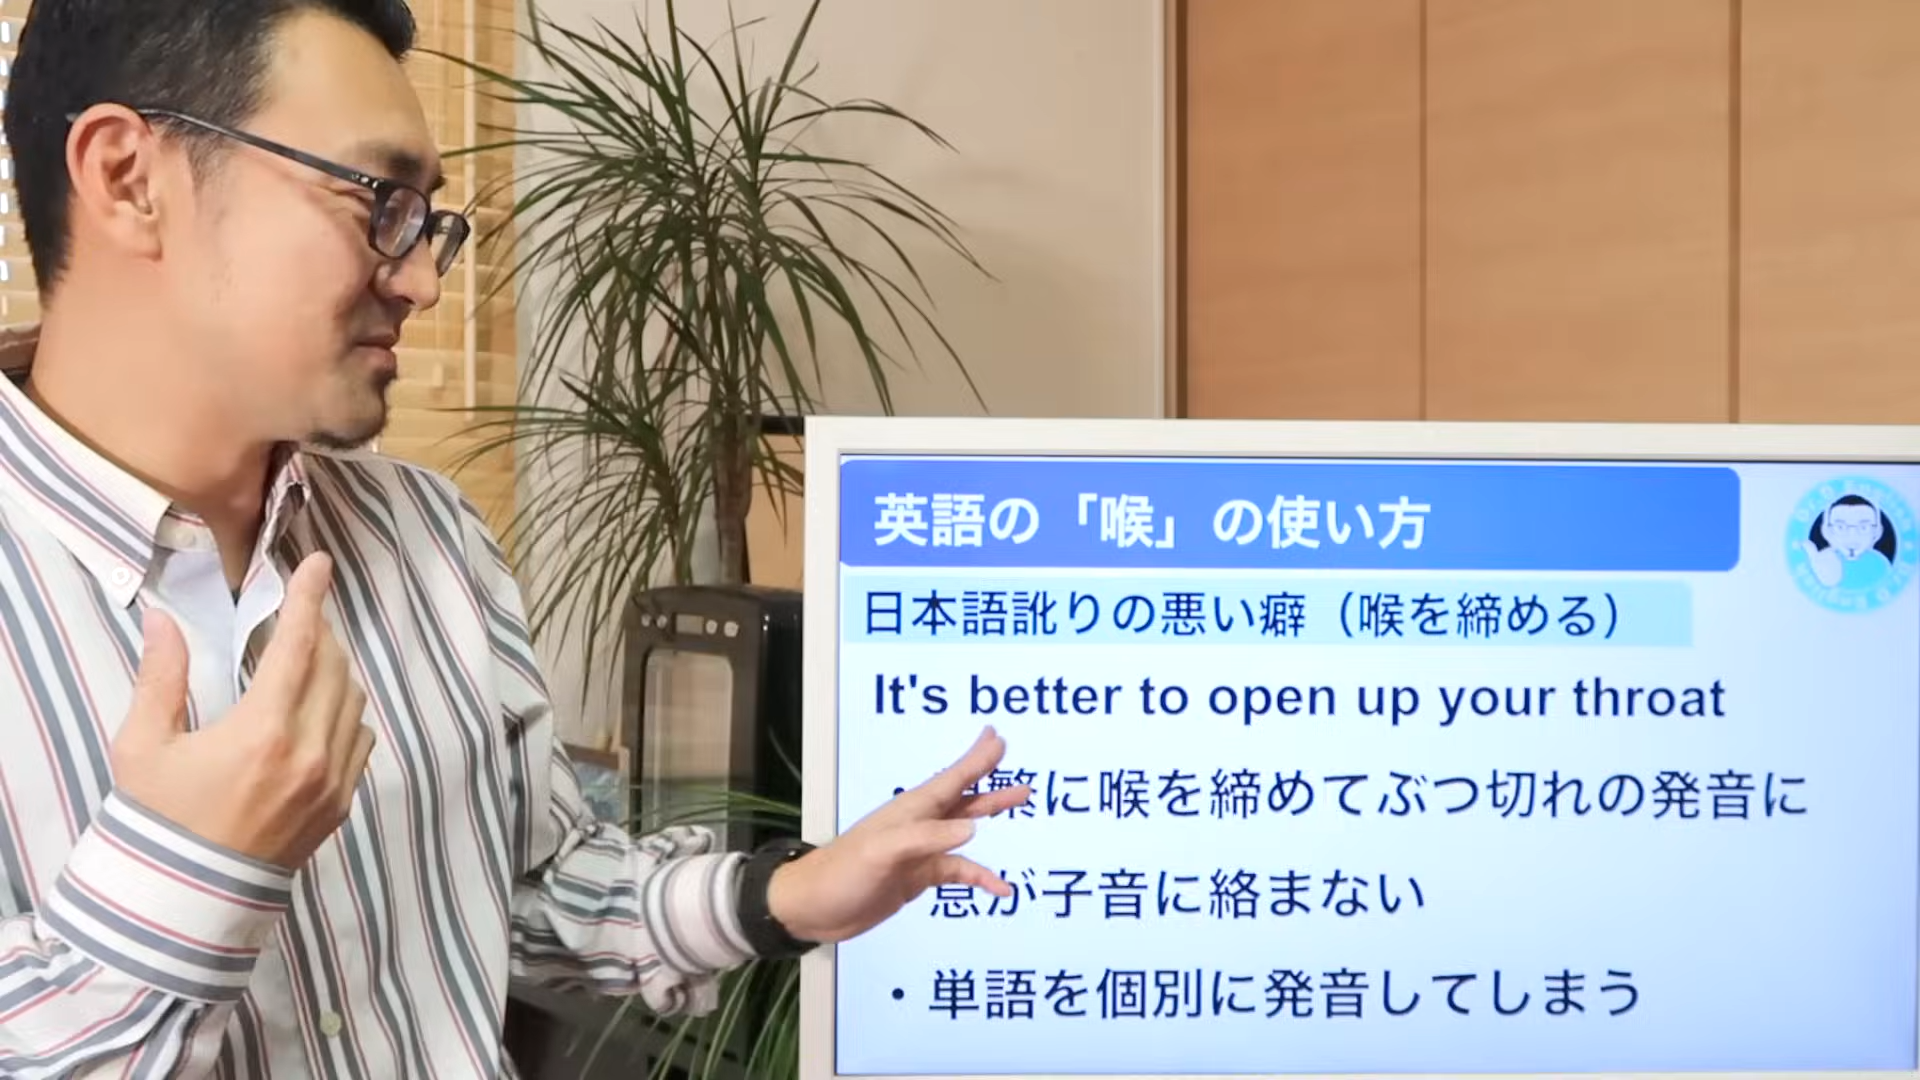 英語の「喉」の使い方
日本語訛りの悪い癖（喉を締める）
It's better to open up your throat
・繁に喉を締めてぶつ切れの発音に
息が子音に絡まない
・単語を個別に発音してしまう